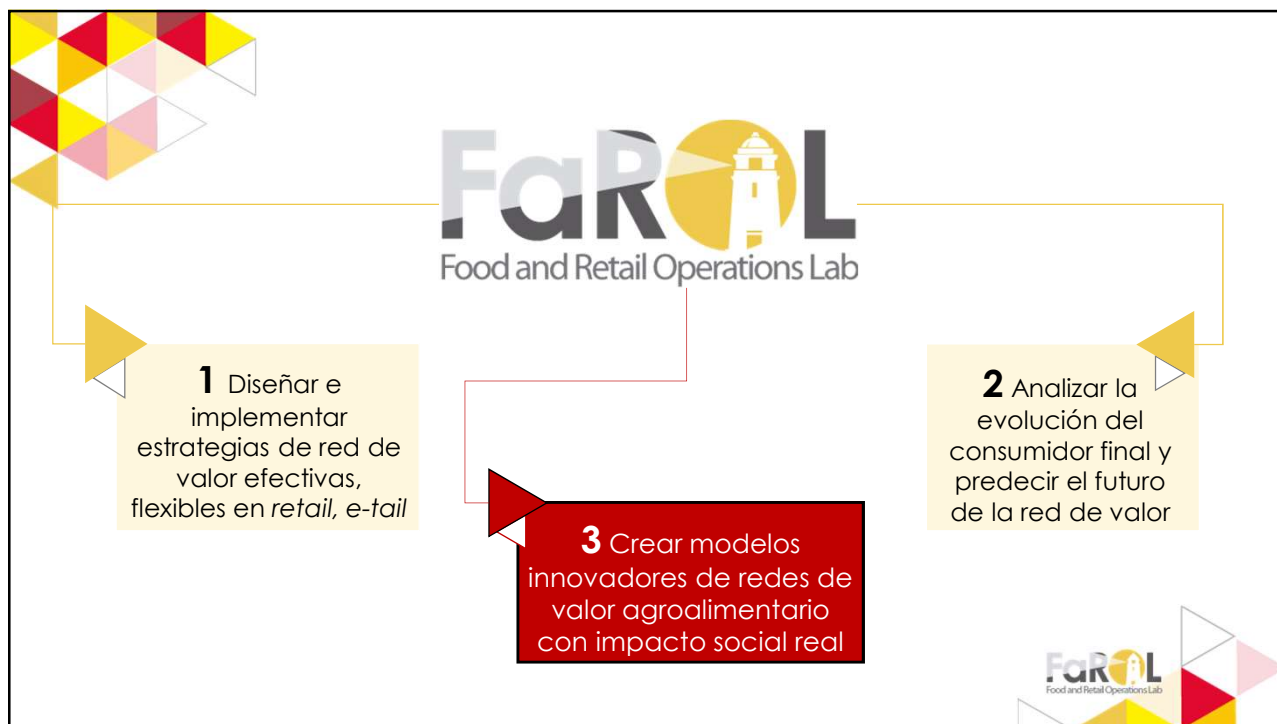 FaROL
Food and Retail Operations Lab
1 Diseñar e
implementar
estrategias de red de
valor efectivas,
flexibles en retail, e-tail
2 Analizar la
evolución del
consumidor final y
predecir el futuro
de la red de valor
3 Crear modelos
innovadores de redes de
valor agroalimentario
con impacto social real
FaROL
Food and Retail Operations Lab